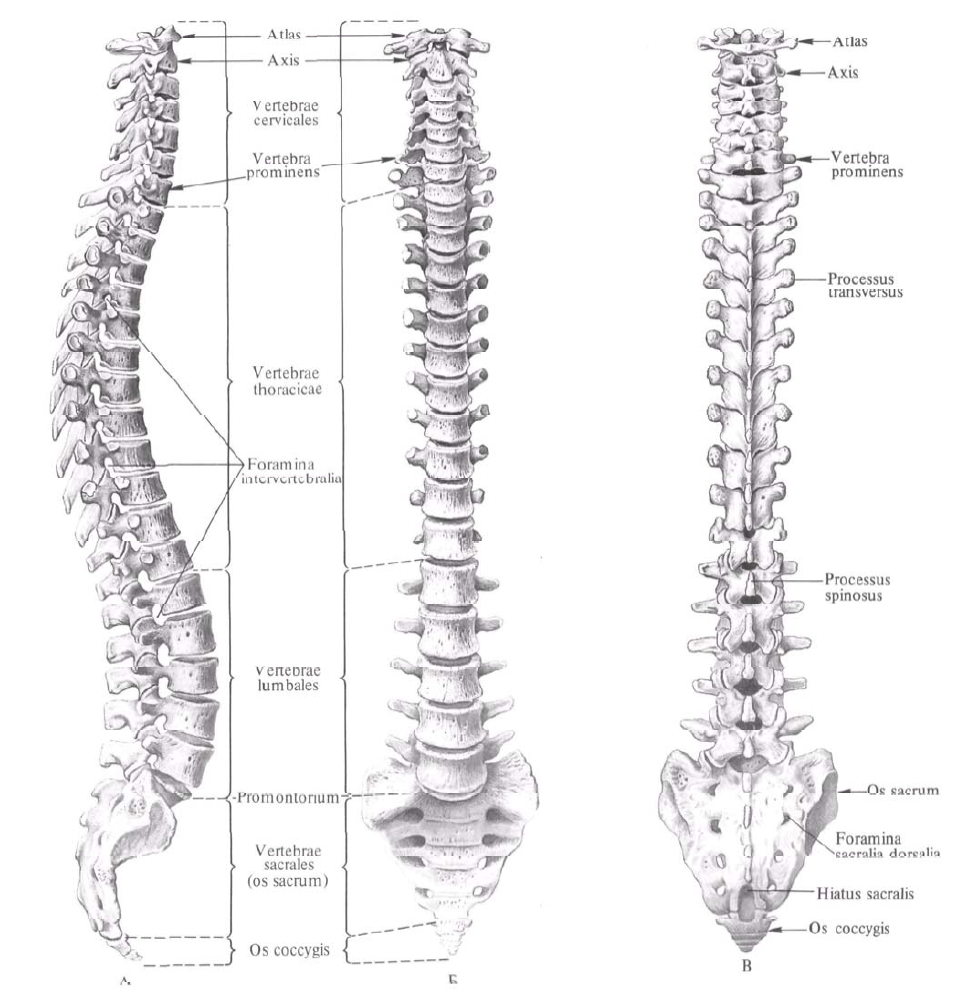 Atlas
Axis
Vertebrae
cervicales
Vertebra
prominens
Vertebrae
thoracicae
Foramina
intervertebralia
Vertebrae
lumbales
Promontorium
Vertebrae
sacrales
(os sacrum)
Os coccygis
А
Б
Atlas
Axis
Vertebra
prominens
Processus
transversus
Processus
spinosus
Os sacrum
Foramina
sacralia dorsalia
Hiatus sacralis
Os coccygis
В